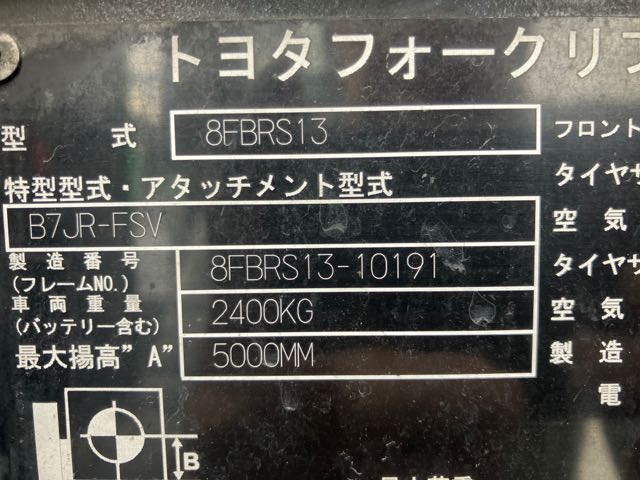 トヨタフォークリフ
型 式 8FBRS13 フロント
特型型式・アタッチメント型式 タイヤサ
B7JR-FSV 空気
製造番号 (フレームNO.) 8FBRS13-10191 タイヤサ
車両重量 (バッテリー含む) 2400KG 空気
最大揚高"A" 5000MM 製造
電
B